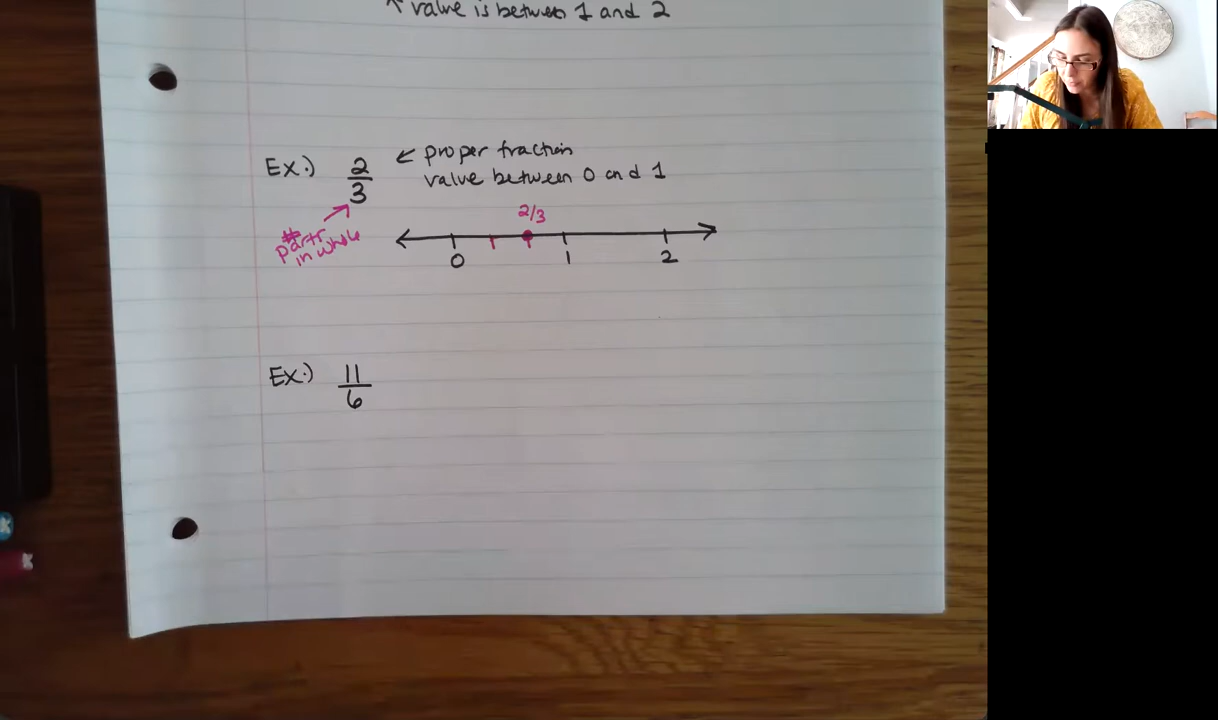 ↑ value is between 1 and 2
Ex.) 2/3 ← proper fraction
value between 0 and 1
# parts
in whole
2/3
0 1 2
Ex.) 11/6